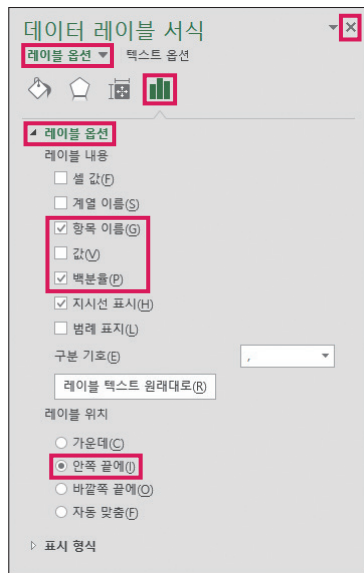 데이터 레이블 서식
레이블 옵션 텍스트 옵션
레이블 옵션
레이블 내용
셀 값(F)
계열 이름(S)
항목 이름(G)
값(V)
백분율(P)
지시선 표시(H)
범례 표지(L)
구분 기호(E) ,
레이블 텍스트 원래대로(R)
레이블 위치
가운데(C)
안쪽 끝에(I)
바깥쪽 끝에(O)
자동 맞춤(F)
표시 형식